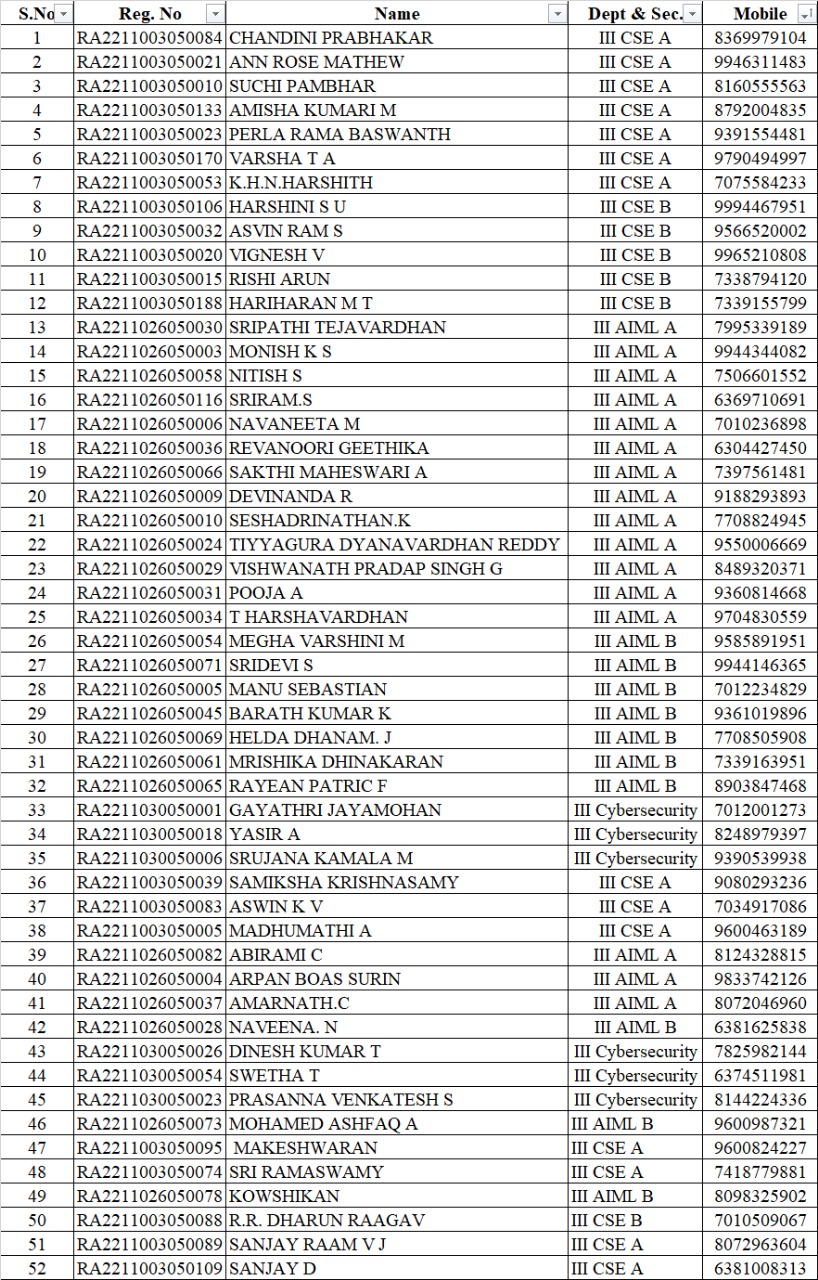 S.No Reg. No Name Dept & Sec. Mobile
1 RA2211003050084 CHANDINI PRABHAKAR III CSE A 8369979104
2 RA2211003050021 ANN ROSE MATHEW III CSE A 9946311483
3 RA2211003050010 SUCHI PAMBHAR III CSE A 8160555563
4 RA2211003050133 AMISHA KUMARI M III CSE A 8792004835
5 RA2211003050023 PERLA RAMA BASWANTH III CSE A 9391554481
6 RA2211003050170 VARSHA T A III CSE A 9790494997
7 RA2211003050053 K.H.N.HARSHITH III CSE A 7075584233
8 RA2211003050106 HARSHINI S U III CSE B 9994467951
9 RA2211003050032 ASVIN RAM S III CSE B 9566520002
10 RA2211003050020 VIGNESH V III CSE B 9965210808
11 RA2211003050015 RISHI ARUN III CSE B 7338794120
12 RA2211003050188 HARIHARAN M T III CSE B 7339155799
13 RA2211026050030 SRIPATHI TEJAVARDHAN III AIML A 7995339189
14 RA2211026050003 MONISH K S III AIML A 9944344082
15 RA2211026050058 NITISH S III AIML A 7506601552
16 RA2211026050116 SRIRAM.S III AIML A 6369710691
17 RA2211026050006 NAVANEETA M III AIML A 7010236898
18 RA2211026050036 REVANOORI GEETHIKA III AIML A 6304427450
19 RA2211026050066 SAKTHI MAHESWARI A III AIML A 7397561481
20 RA2211026050009 DEVINANDA R III AIML A 9188293893
21 RA2211026050010 SESHADRINATHAN.K III AIML A 7708824945
22 RA2211026050024 TIYYAGURA DYANAVARDHAN REDDY III AIML A 9550006669
23 RA2211026050029 VISHWANATH PRADAP SINGH G III AIML A 8489320371
24 RA2211026050031 POOJA A III AIML A 9360814668
25 RA2211026050034 T HARSHAVARDHAN III AIML A 9704830559
26 RA2211026050054 MEGHA VARSHINI M III AIML B 9585891951
27 RA2211026050071 SRIDEVI S III AIML B 9944146365
28 RA2211026050005 MANU SEBASTIAN III AIML B 7012234829
29 RA2211026050045 BARATH KUMAR K III AIML B 9361019896
30 RA2211026050069 HELDA DHANAM. J III AIML B 7708505908
31 RA2211026050061 MRISHIKA DHINAKARAN III AIML B 7339163951
32 RA2211026050065 RAYEAN PATRIC F III AIML B 8903847468
33 RA2211030050001 GAYATHRI JAYAMOHAN III Cybersecurity 7012001273
34 RA2211030050018 YASIR A III Cybersecurity 8248979397
35 RA2211030050006 SRUJANA KAMALA M III Cybersecurity 9390539938
36 RA2211003050039 SAMIKSHA KRISHNASAMY III CSE A 9080293236
37 RA2211003050083 ASWIN K V III CSE A 7034917086
38 RA2211003050005 MADHUMATHI A III CSE A 9600463189
39 RA2211026050082 ABIRAMI C III AIML A 8124328815
40 RA2211026050004 ARPAN BOAS SURIN III AIML A 9833742126
41 RA2211026050037 AMARNATH.C III AIML A 8072046960
42 RA2211026050028 NAVEENA. N III AIML B 6381625838
43 RA2211030050026 DINESH KUMAR T III Cybersecurity 7825982144
44 RA2211030050054 SWETHA T III Cybersecurity 6374511981
45 RA2211030050023 PRASANNA VENKATESH S III Cybersecurity 8144224336
46 RA2211026050073 MOHAMED ASHFAQ A III AIML B 9600987321
47 RA2211003050095 MAKESHWARAN III CSE A 9600824227
48 RA2211003050074 SRI RAMASWAMY III CSE A 7418779881
49 RA2211026050078 KOWSHIKAN III AIML B 8098325902
50 RA2211003050088 R.R. DHARUN RAAGAV III CSE B 7010509067
51 RA2211003050089 SANJAY RAAM V J III CSE A 8072963604
52 RA2211003050109 SANJAY D III CSE A 6381008313